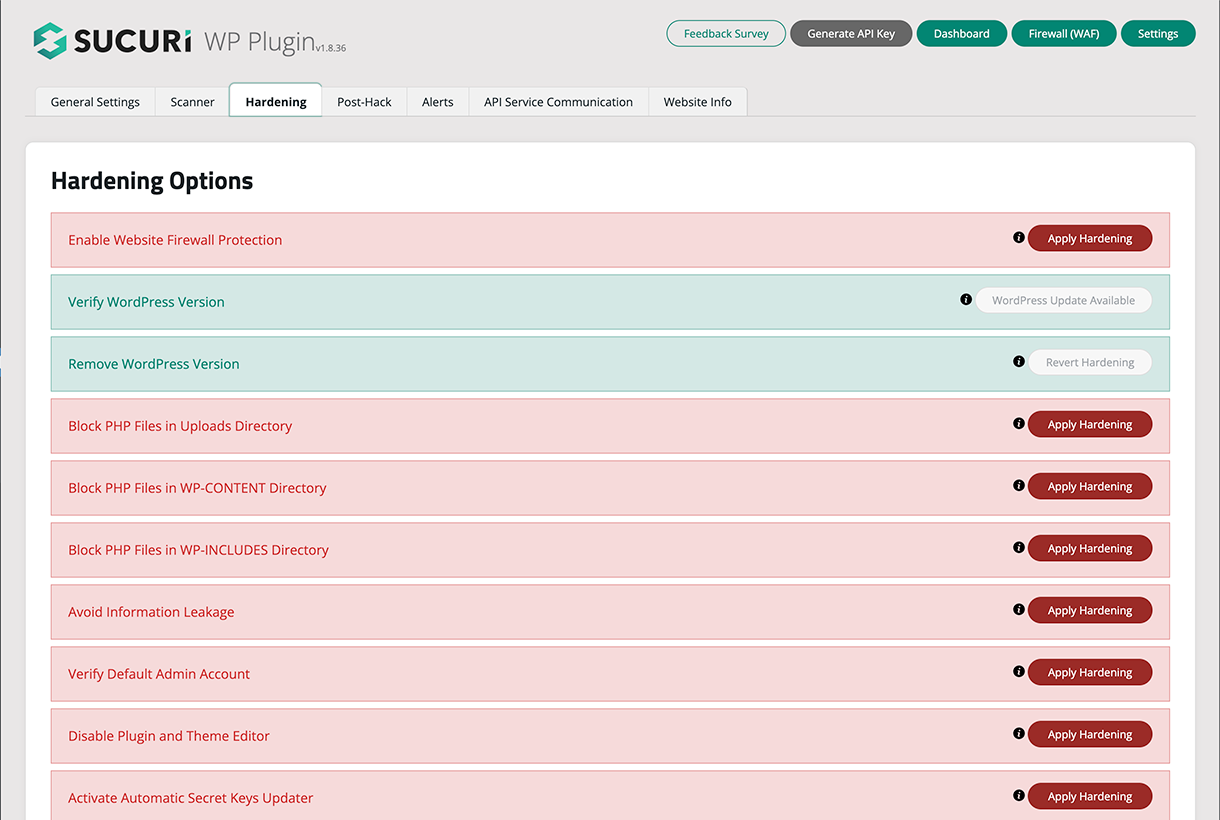 SUCURi WP Plugin v1.8.36
Feedback Survey
Generate API Key
Dashboard
Firewall (WAF)
Settings
General Settings
Scanner
Hardening
Post-Hack
Alerts
API Service Communication
Website Info
Hardening Options
Enable Website Firewall Protection
Apply Hardening
Verify WordPress Version
WordPress Update Available
Remove WordPress Version
Revert Hardening
Block PHP Files in Uploads Directory
Apply Hardening
Block PHP Files in WP-CONTENT Directory
Apply Hardening
Block PHP Files in WP-INCLUDES Directory
Apply Hardening
Avoid Information Leakage
Apply Hardening
Verify Default Admin Account
Apply Hardening
Disable Plugin and Theme Editor
Apply Hardening
Activate Automatic Secret Keys Updater
Apply Hardening